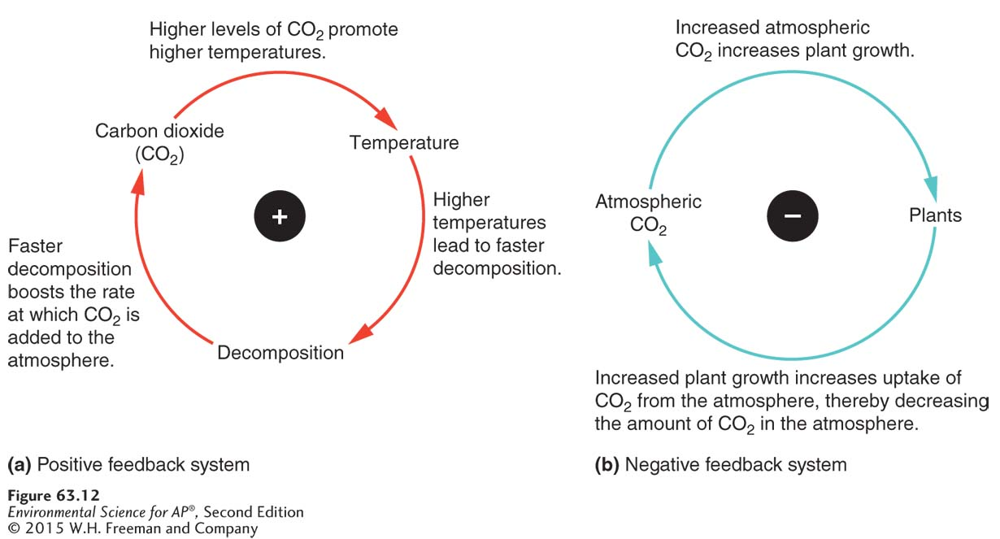 Higher levels of CO₂ promote
higher temperatures.
Carbon dioxide
(CO₂)
Temperature
+
Higher
temperatures
lead to faster
decomposition.
Faster
decomposition
boosts the rate
at which CO₂ is
added to the
atmosphere.
Decomposition
(a) Positive feedback system
Increased atmospheric
CO₂ increases plant growth.
Atmospheric
CO₂
−
Plants
Increased plant growth increases uptake of
CO₂ from the atmosphere, thereby decreasing
the amount of CO₂ in the atmosphere.
(b) Negative feedback system
Figure 63.12
Environmental Science for AP®, Second Edition
© 2015 W.H. Freeman and Company